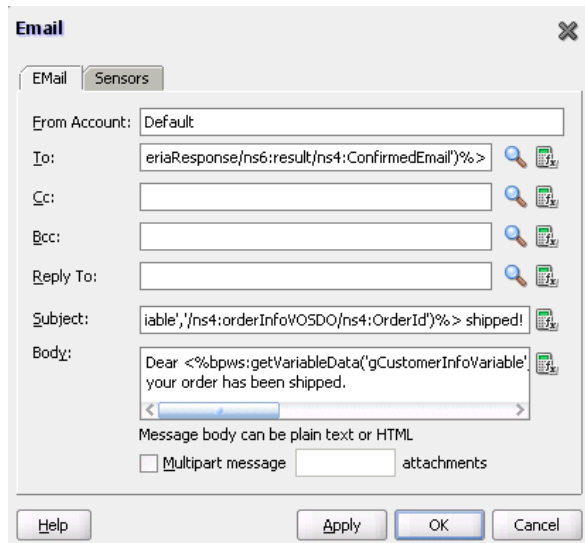 Email
EMail Sensors
From Account: Default
To: eriaResponse/ns6:result/ns4:ConfirmedEmail')%>
Cc:
Bcc:
Reply To:
Subject: iable','/ns4:orderInfoVOSDO/ns4:OrderId')%> shipped!
Body: Dear <%bpws:getVariableData('gCustomerInfoVariable',
your order has been shipped.
Message body can be plain text or HTML
Multipart message attachments
Help Apply OK Cancel